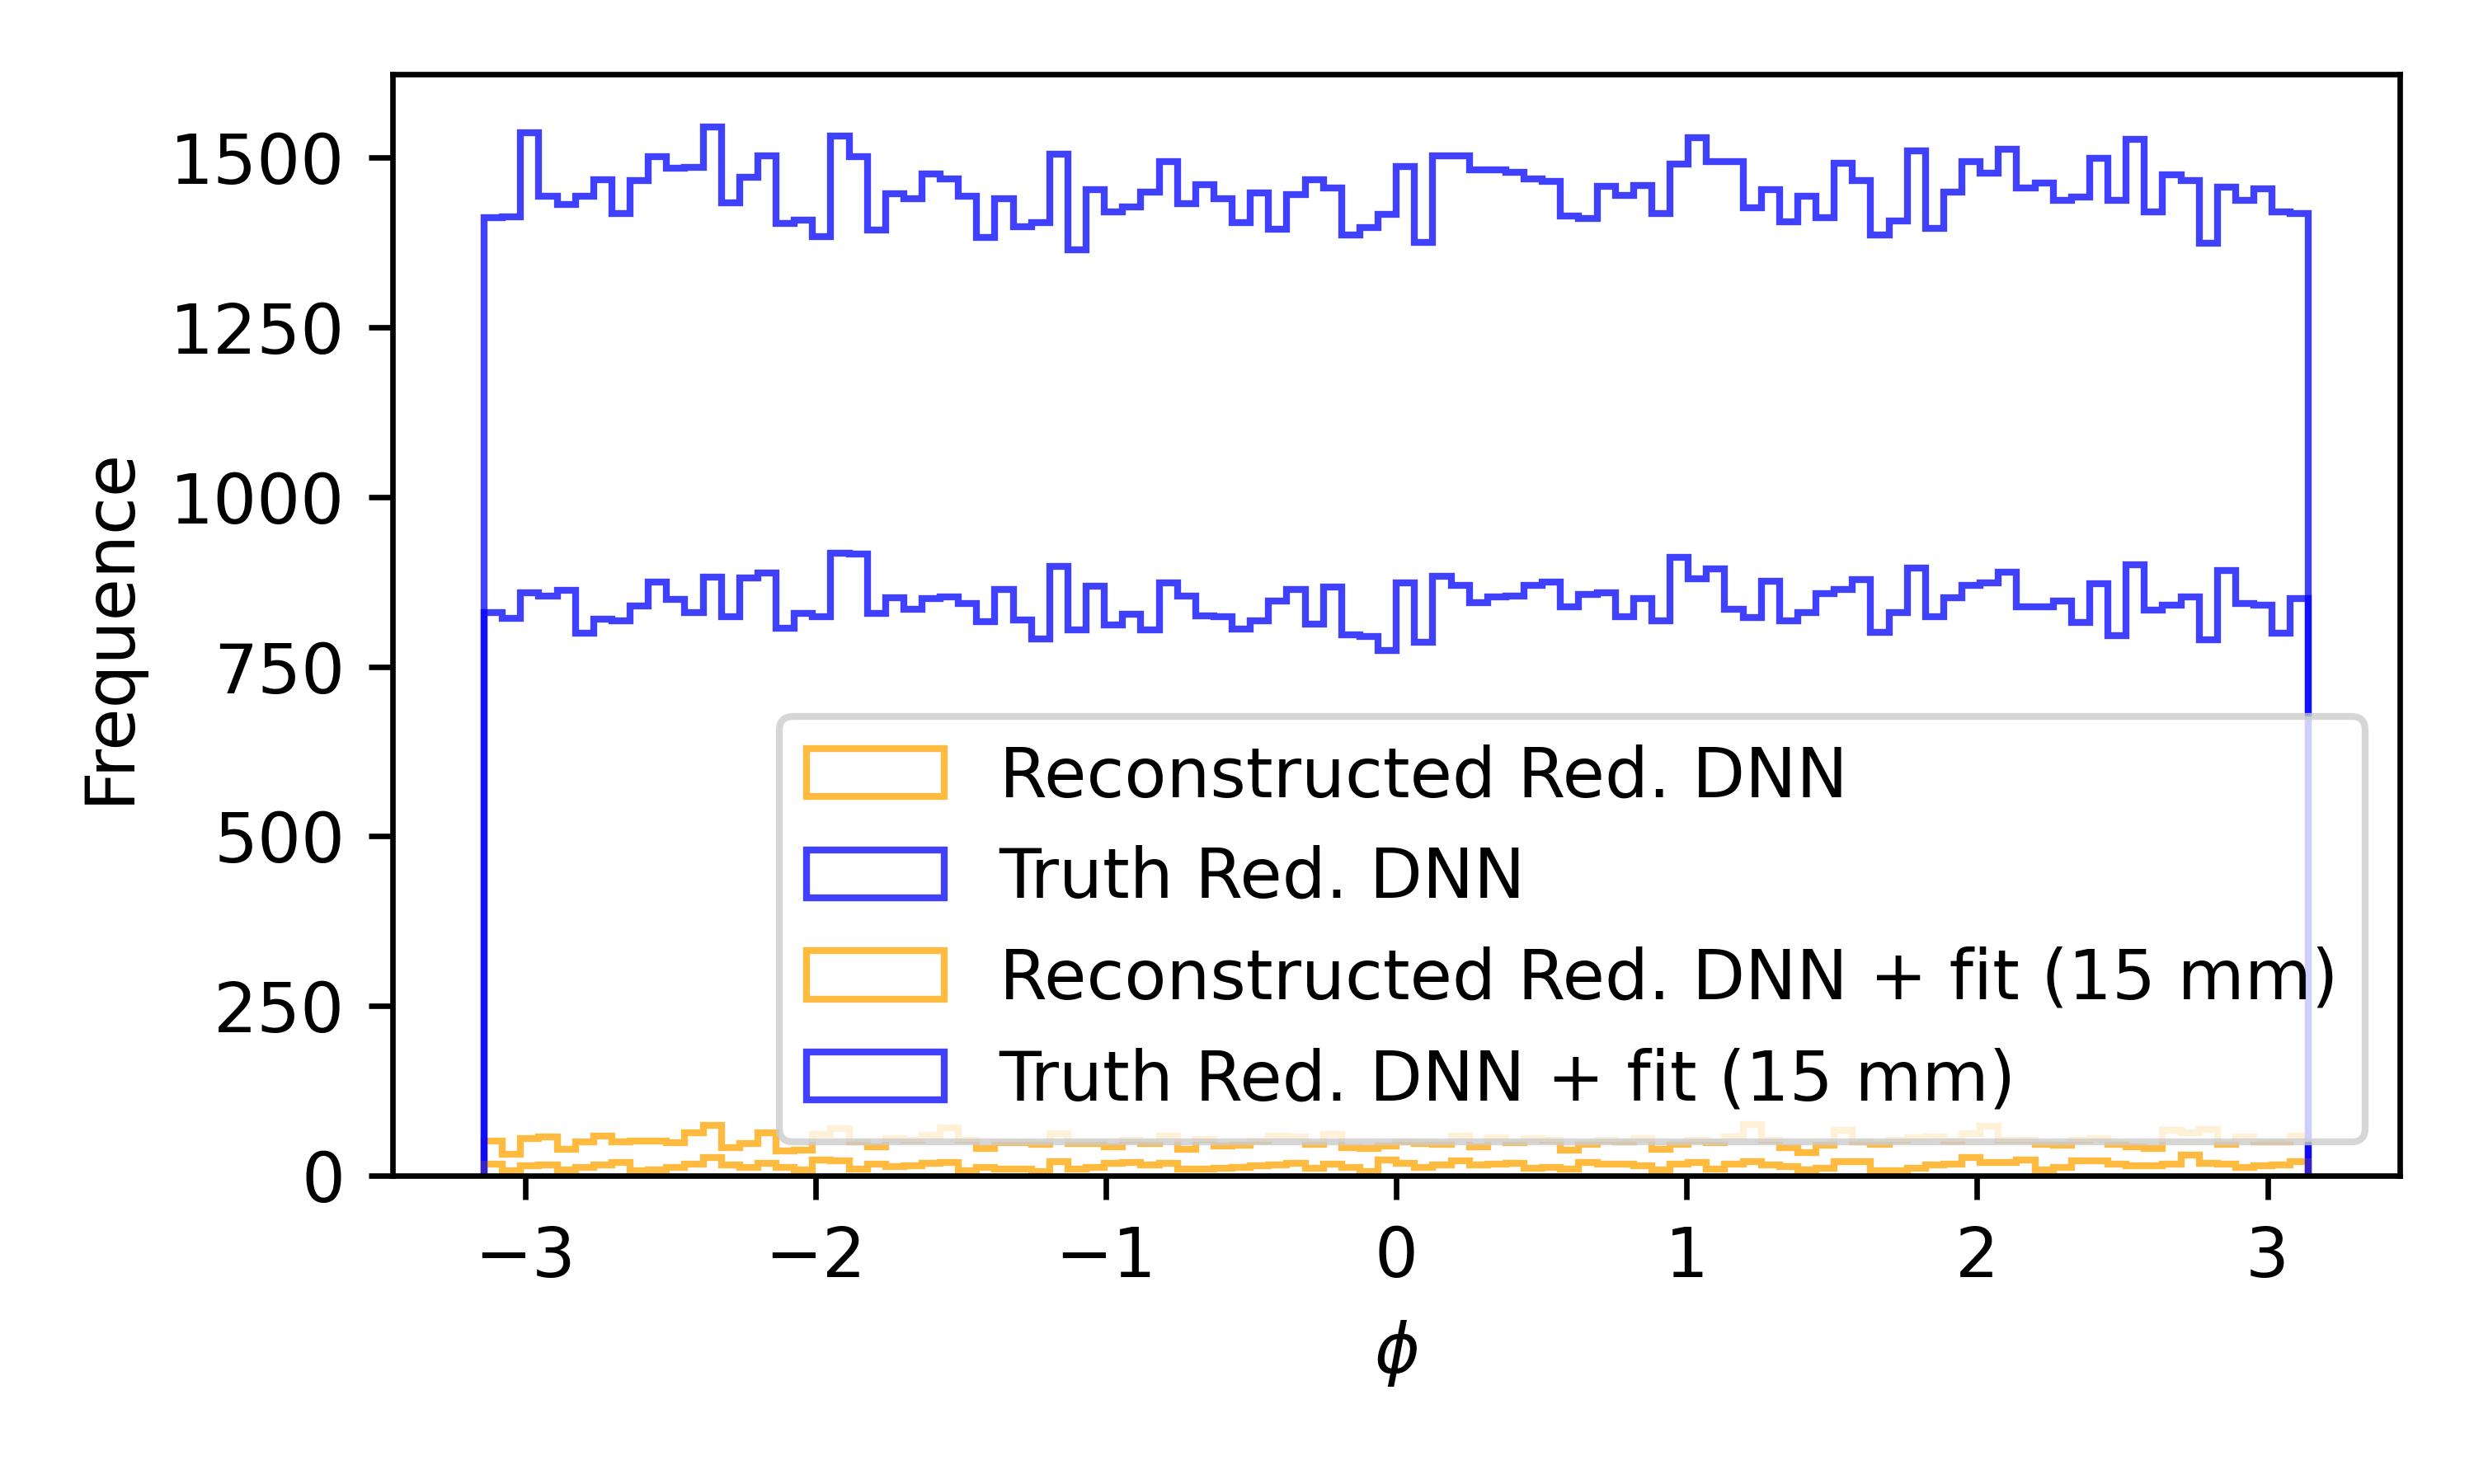 1500
1250
1000
750
500
250
0
Frequence
Reconstructed Red. DNN
Truth Red. DNN
Reconstructed Red. DNN + fit (15 mm)
Truth Red. DNN + fit (15 mm)
−3 −2 −1 0 1 2 3
ϕ